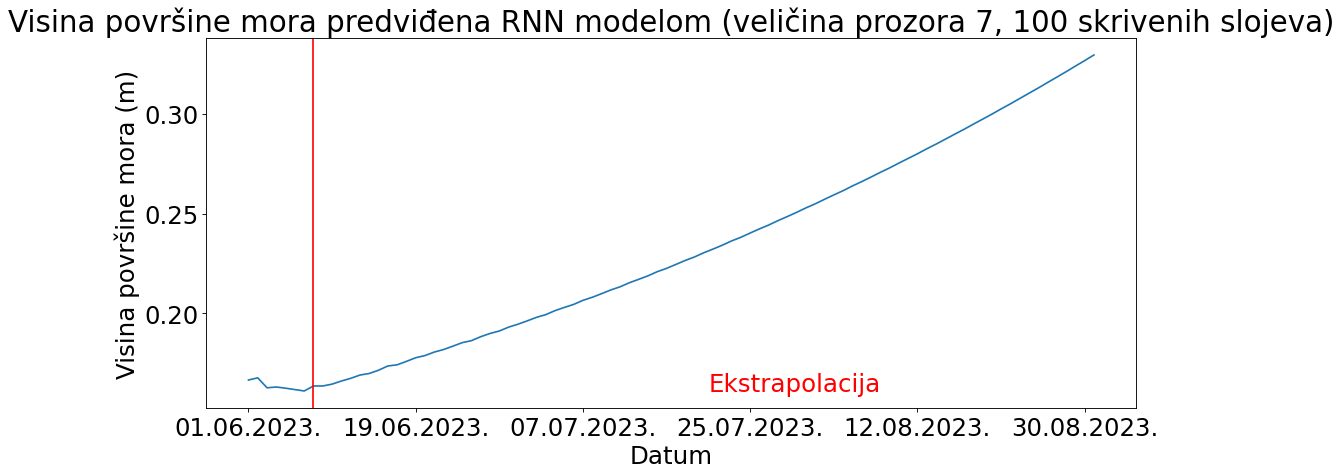 Visina površine mora predviđena RNN modelom (veličina prozora 7, 100 skrivenih slojeva)
Visina površine mora (m)
0.30
0.25
0.20
Ekstrapolacija
01.06.2023. 19.06.2023. 07.07.2023. 25.07.2023. 12.08.2023. 30.08.2023.
Datum